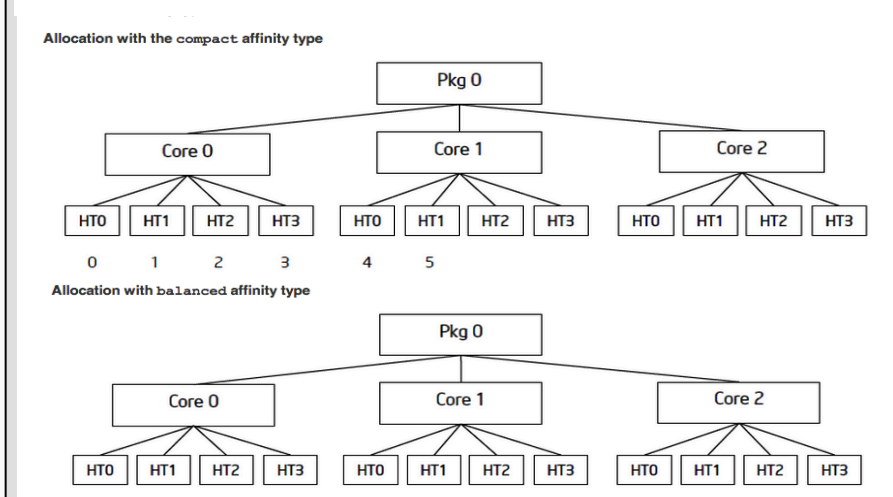 Allocation with the compact affinity type
Pkg 0
Core 0 Core 1 Core 2
HT0 HT1 HT2 HT3 HT0 HT1 HT2 HT3 HT0 HT1 HT2 HT3
0 1 2 3 4 5
Allocation with balanced affinity type
Pkg 0
Core 0 Core 1 Core 2
HT0 HT1 HT2 HT3 HT0 HT1 HT2 HT3 HT0 HT1 HT2 HT3